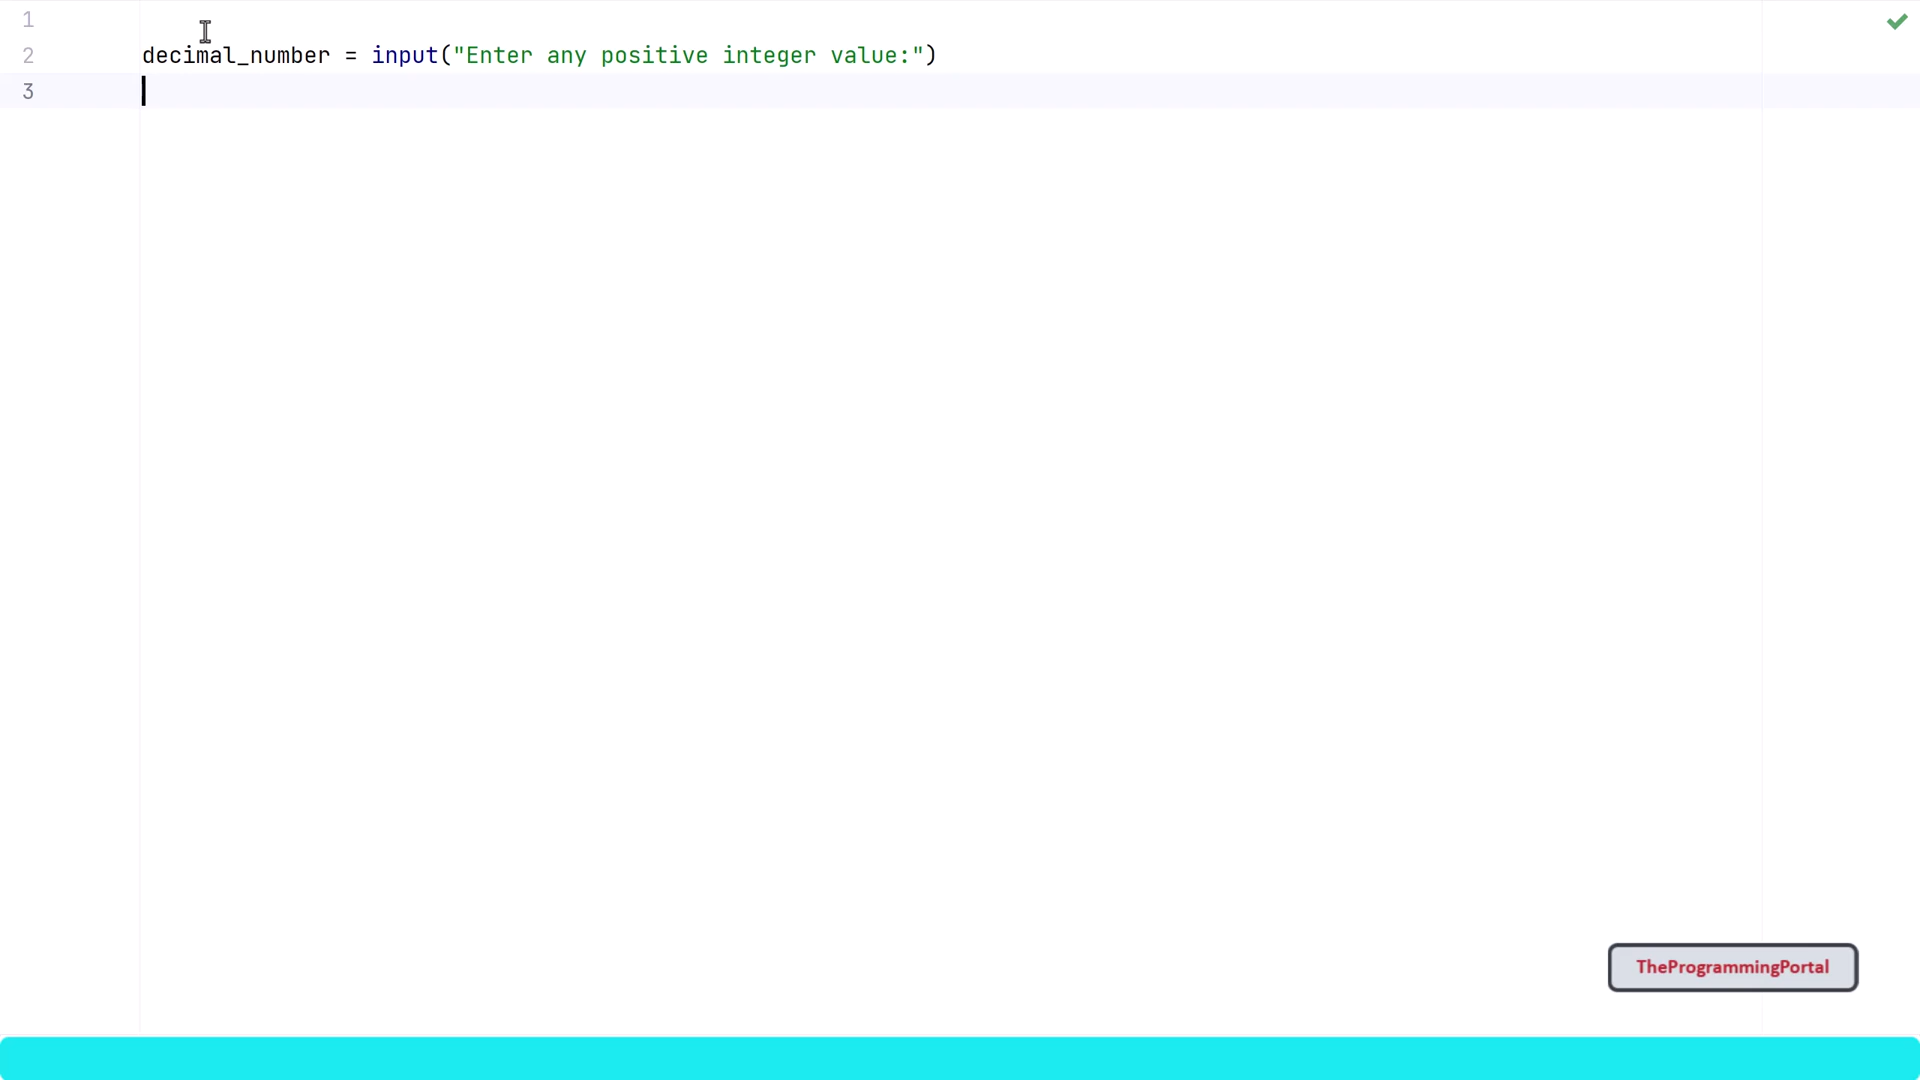 1
2 decimal_number = input("Enter any positive integer value:")
3
TheProgrammingPortal